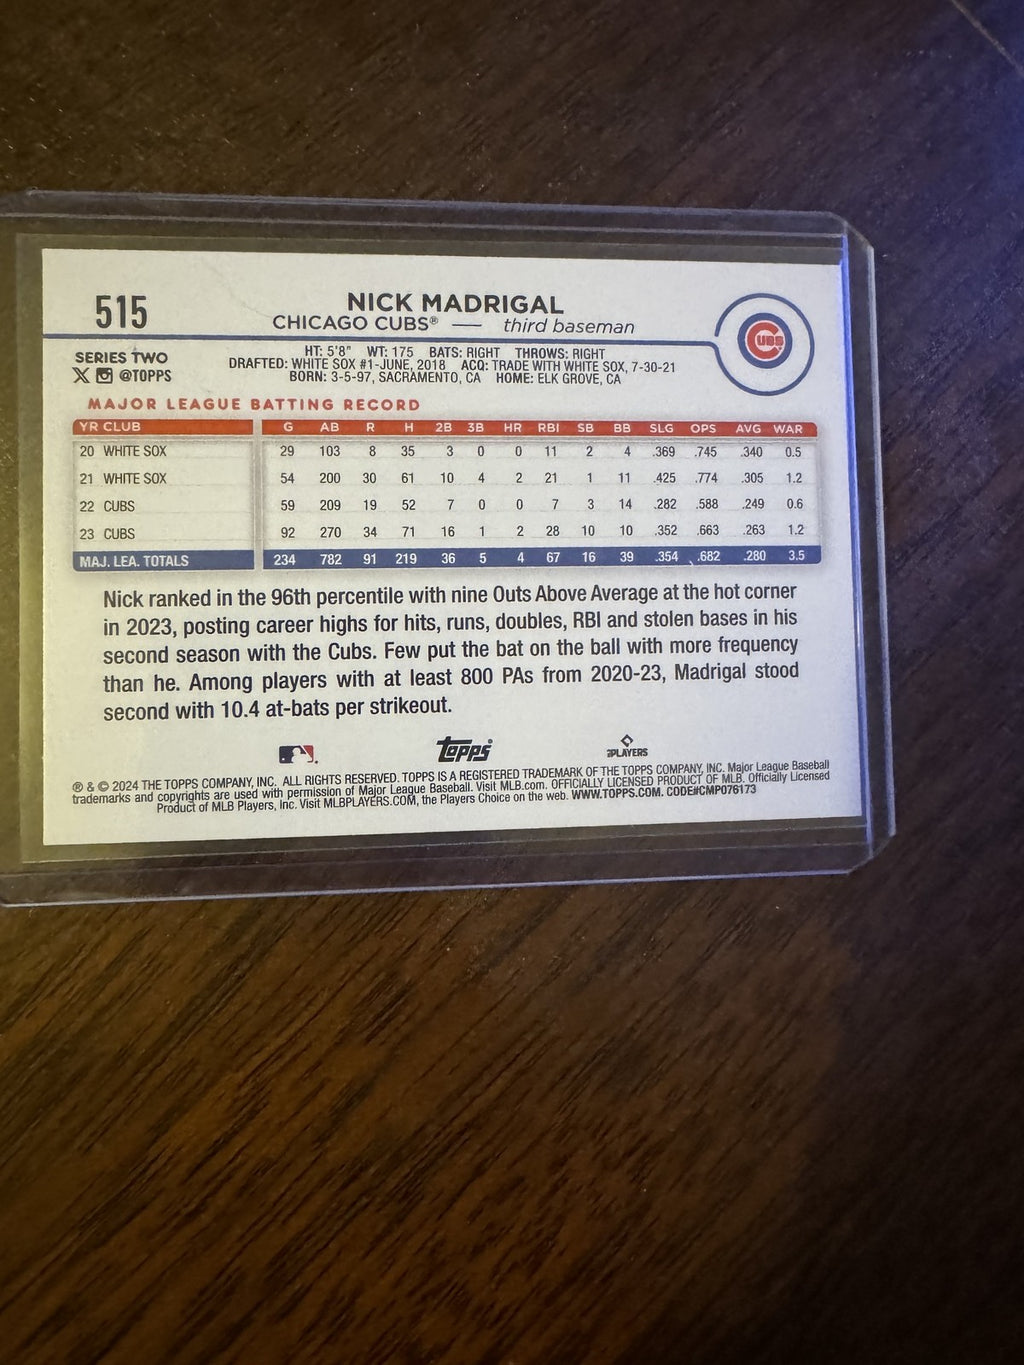 515
NICK MADRIGAL
CHICAGO CUBS® — third baseman
CUBS
SERIES TWO
@TOPPS
HT: 5'8" WT: 175 BATS: RIGHT THROWS: RIGHT
DRAFTED: WHITE SOX #1-JUNE, 2018 ACQ: TRADE WITH WHITE SOX, 7-30-21
BORN: 3-5-97, SACRAMENTO, CA HOME: ELK GROVE, CA
MAJOR LEAGUE BATTING RECORD
YR CLUB G AB R H 2B 3B HR RBI SB BB SLG OPS AVG WAR
20 WHITE SOX 29 103 8 35 3 0 0 11 2 4 .369 .745 .340 0.5
21 WHITE SOX 54 200 30 61 10 4 2 21 1 11 .425 .774 .305 1.2
22 CUBS 59 209 19 52 7 0 0 7 3 14 .282 .588 .249 0.6
23 CUBS 92 270 34 71 16 1 2 28 10 10 .352 .663 .263 1.2
MAJ. LEA. TOTALS 234 782 91 219 36 5 4 67 16 39 .354 .682 .280 3.5
Nick ranked in the 96th percentile with nine Outs Above Average at the hot corner
in 2023, posting career highs for hits, runs, doubles, RBI and stolen bases in his
second season with the Cubs. Few put the bat on the ball with more frequency
than he. Among players with at least 800 PAs from 2020-23, Madrigal stood
second with 10.4 at-bats per strikeout.
Topps
PLAYERS
® & © 2024 THE TOPPS COMPANY, INC. ALL RIGHTS RESERVED. TOPPS IS A REGISTERED TRADEMARK OF THE TOPPS COMPANY, INC. Major League Baseball
trademarks and copyrights are used with permission of Major League Baseball. Visit MLB.com. OFFICIALLY LICENSED PRODUCT OF MLB. Officially Licensed
Product of MLB Players, Inc. Visit MLBPLAYERS.COM, the Players Choice on the web. WWW.TOPPS.COM. CODE#CMP076173